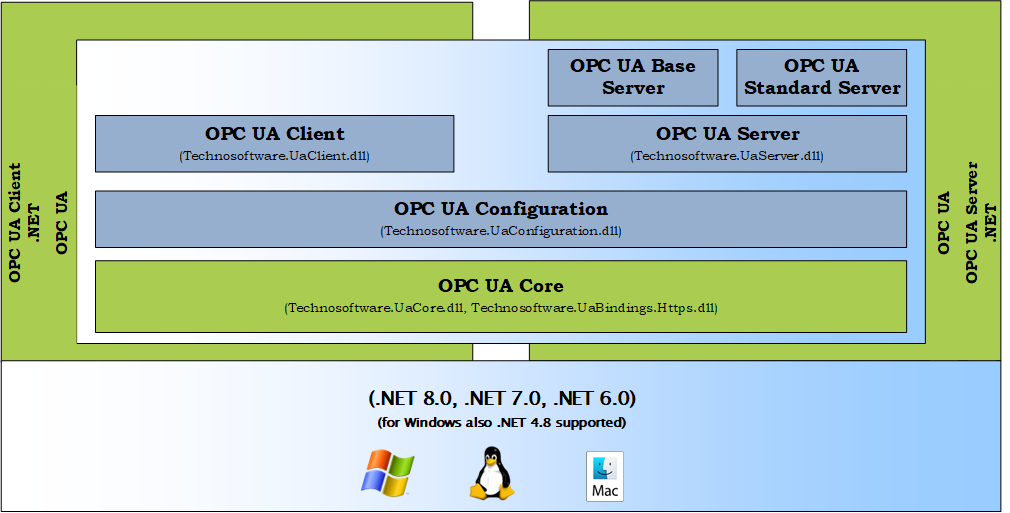 OPC UA Base
Server
OPC UA
Standard Server
OPC UA Client
(Technosoftware.UaClient.dll)
OPC UA Server
(Technosoftware.UaServer.dll)
OPC UA Client
.NET
OPC UA
OPC UA Configuration
(Technosoftware.UaConfiguration.dll)
OPC UA
OPC UA Server
.NET
OPC UA Core
(Technosoftware.UaCore.dll, Technosoftware.UaBindings.Https.dll)
(.NET 8.0, .NET 7.0, .NET 6.0)
(for Windows also .NET 4.8 supported)
Mac